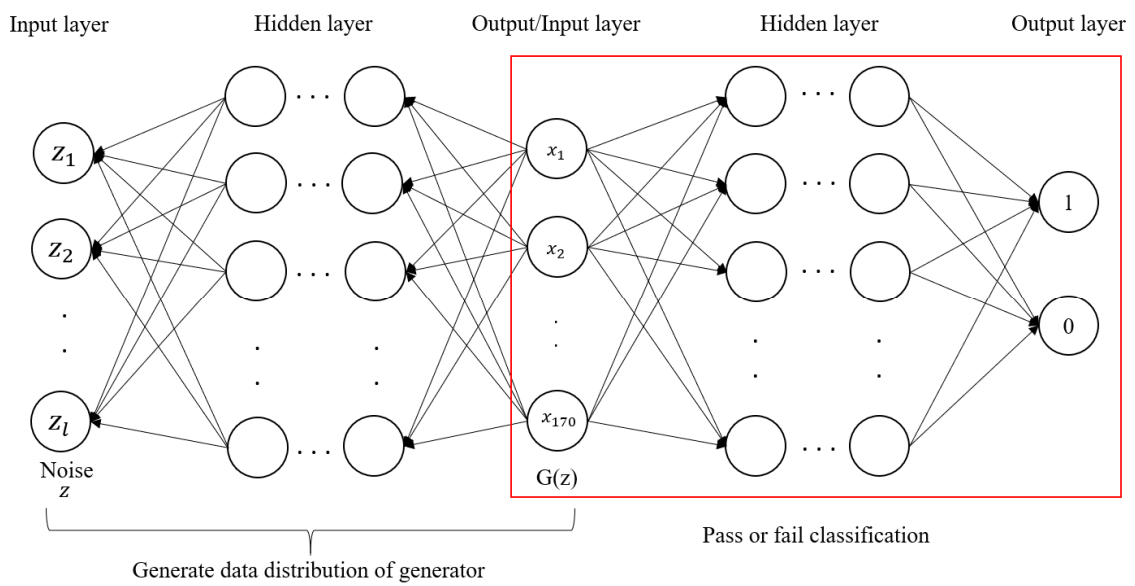 Input layer
Hidden layer
Output/Input layer
Hidden layer
Output layer
z₁
z₂
z_l
x₁
x₂
x₁₇₀
1
0
Noise
z
G(z)
Pass or fail classification
Generate data distribution of generator